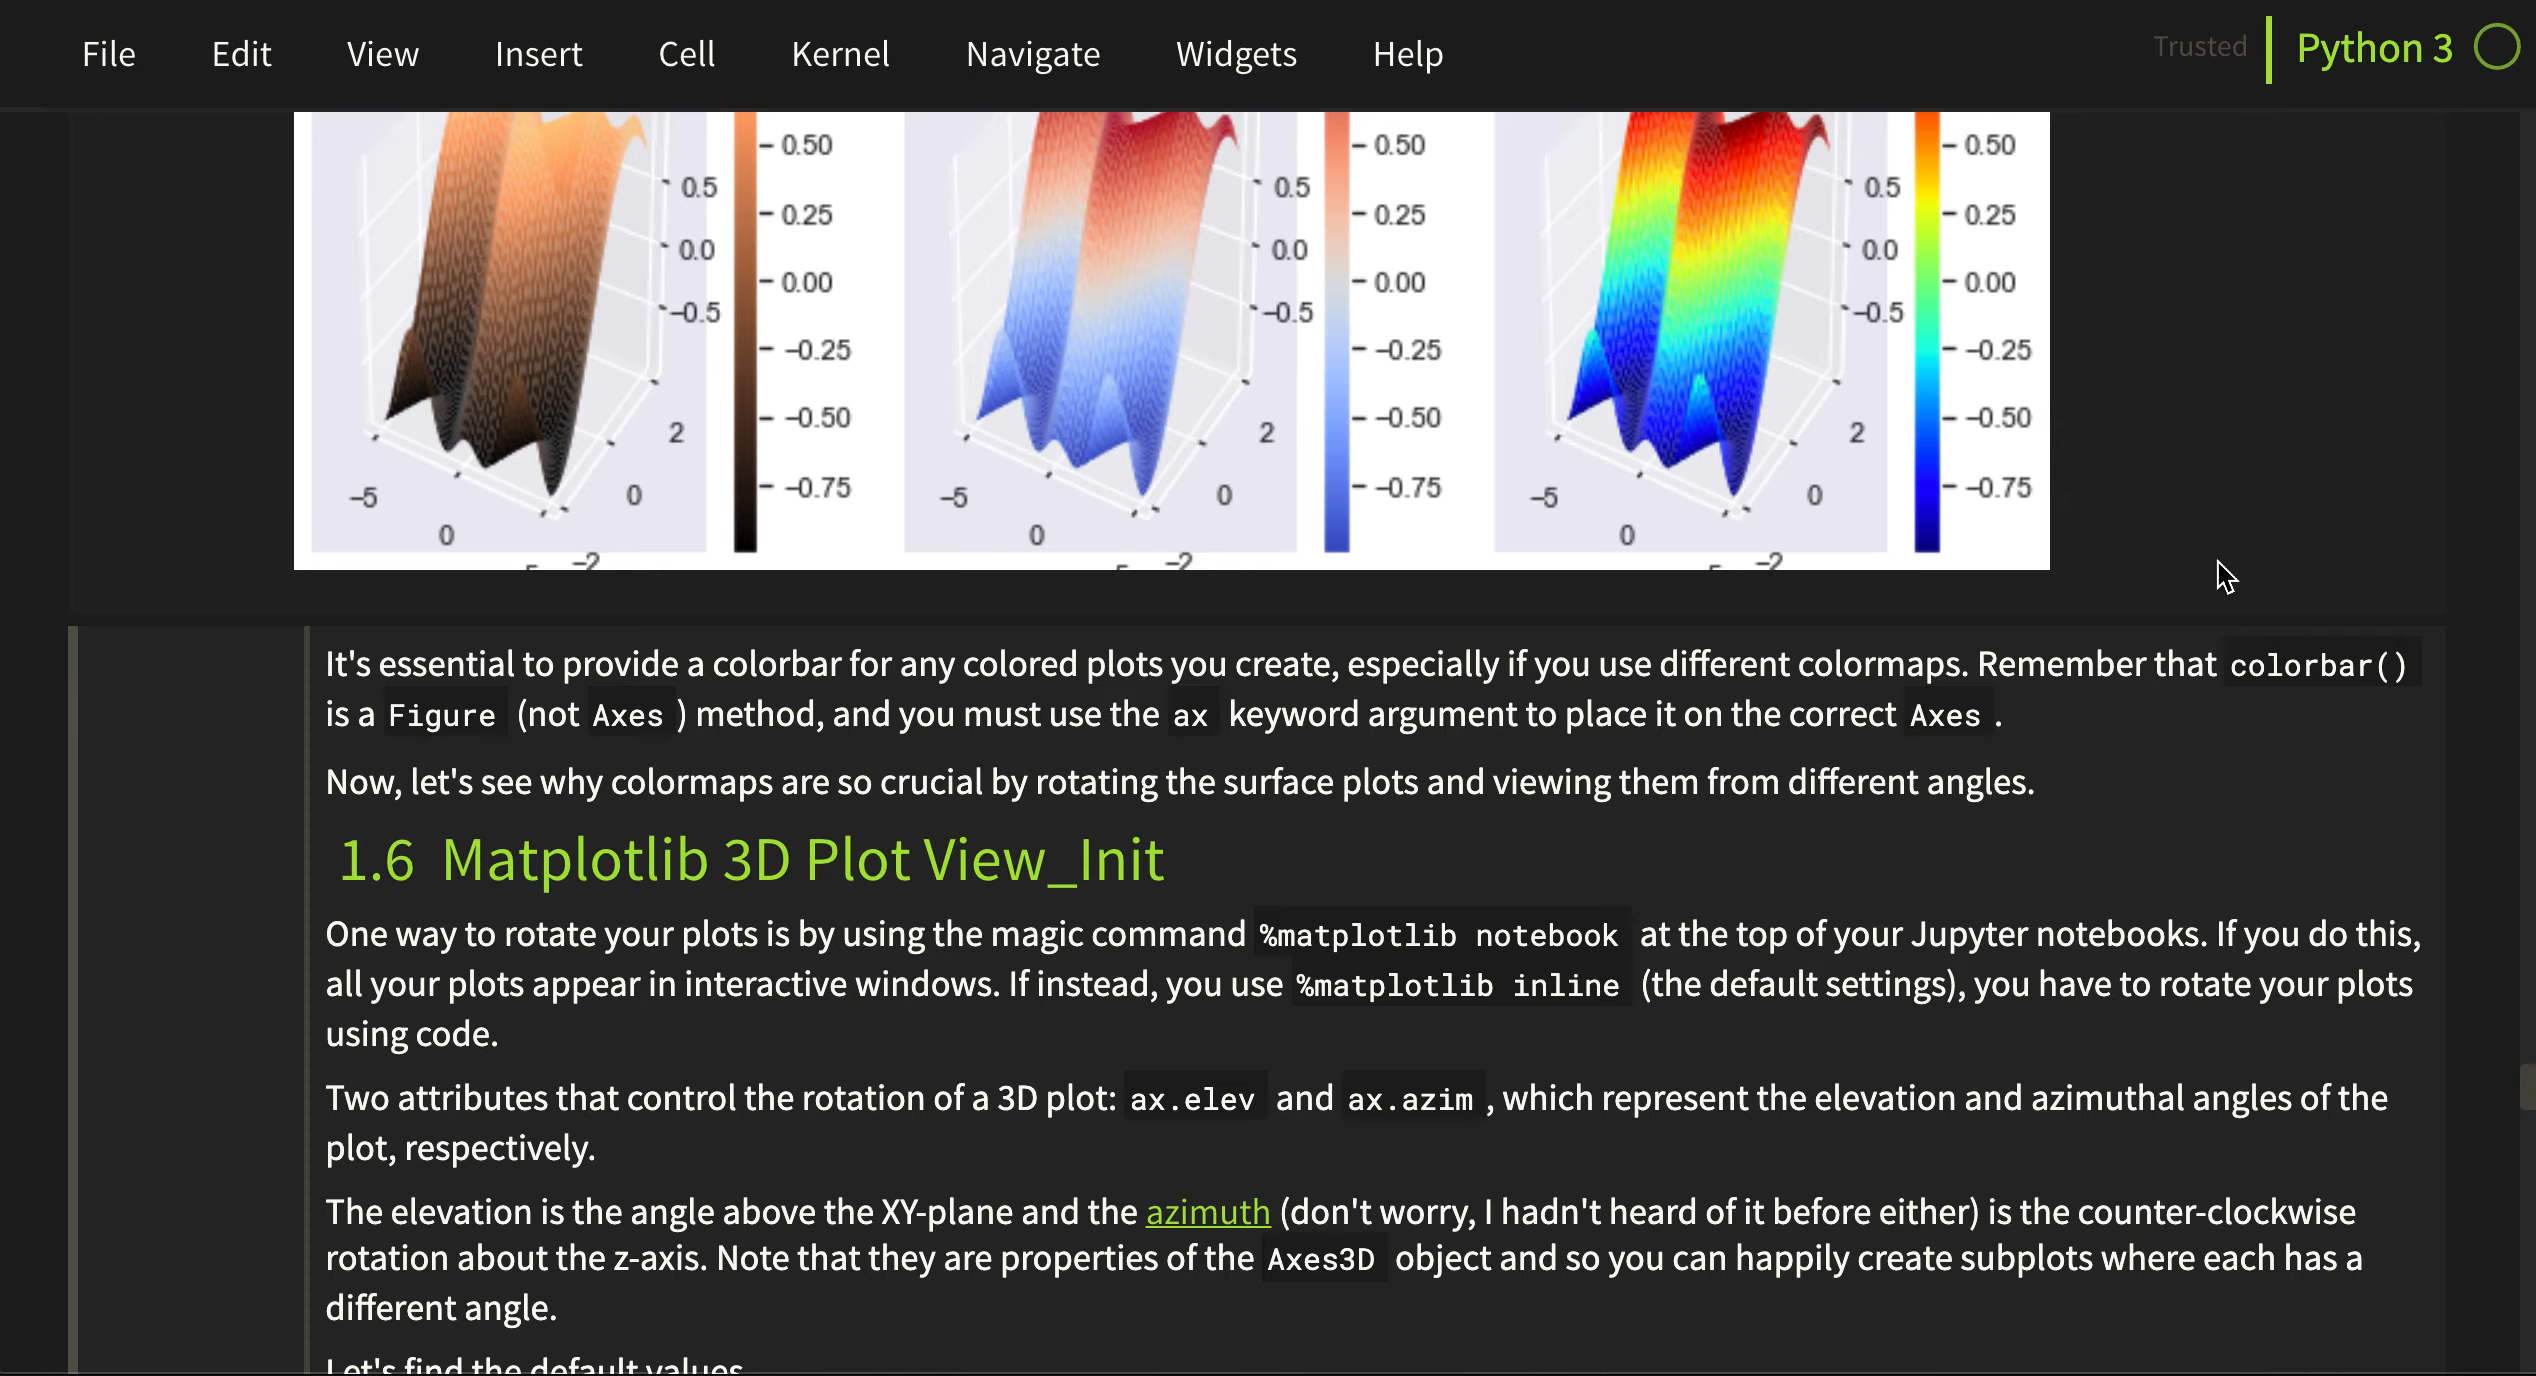 File Edit View Insert Cell Kernel Navigate Widgets Help Trusted Python 3
0.50 0.50 0.50
0.5 0.5 0.5
0.25 0.25 0.25
0.0 0.0 0.0
0.00 0.00 0.00
−0.5 −0.5 −0.5
−0.25 −0.25 −0.25
−0.50 −0.50 −0.50
2 2 2
−0.75 −0.75 −0.75
−5 0 −5 0 −5 0
0 0 0
−2 −2 −2
It's essential to provide a colorbar for any colored plots you create, especially if you use different colormaps. Remember that colorbar()
is a Figure (not Axes ) method, and you must use the ax keyword argument to place it on the correct Axes .
Now, let's see why colormaps are so crucial by rotating the surface plots and viewing them from different angles.
1.6 Matplotlib 3D Plot View_Init
One way to rotate your plots is by using the magic command %matplotlib notebook at the top of your Jupyter notebooks. If you do this,
all your plots appear in interactive windows. If instead, you use %matplotlib inline (the default settings), you have to rotate your plots
using code.
Two attributes that control the rotation of a 3D plot: ax.elev and ax.azim , which represent the elevation and azimuthal angles of the
plot, respectively.
The elevation is the angle above the XY-plane and the azimuth (don't worry, I hadn't heard of it before either) is the counter-clockwise
rotation about the z-axis. Note that they are properties of the Axes3D object and so you can happily create subplots where each has a
different angle.
Let's find the default values